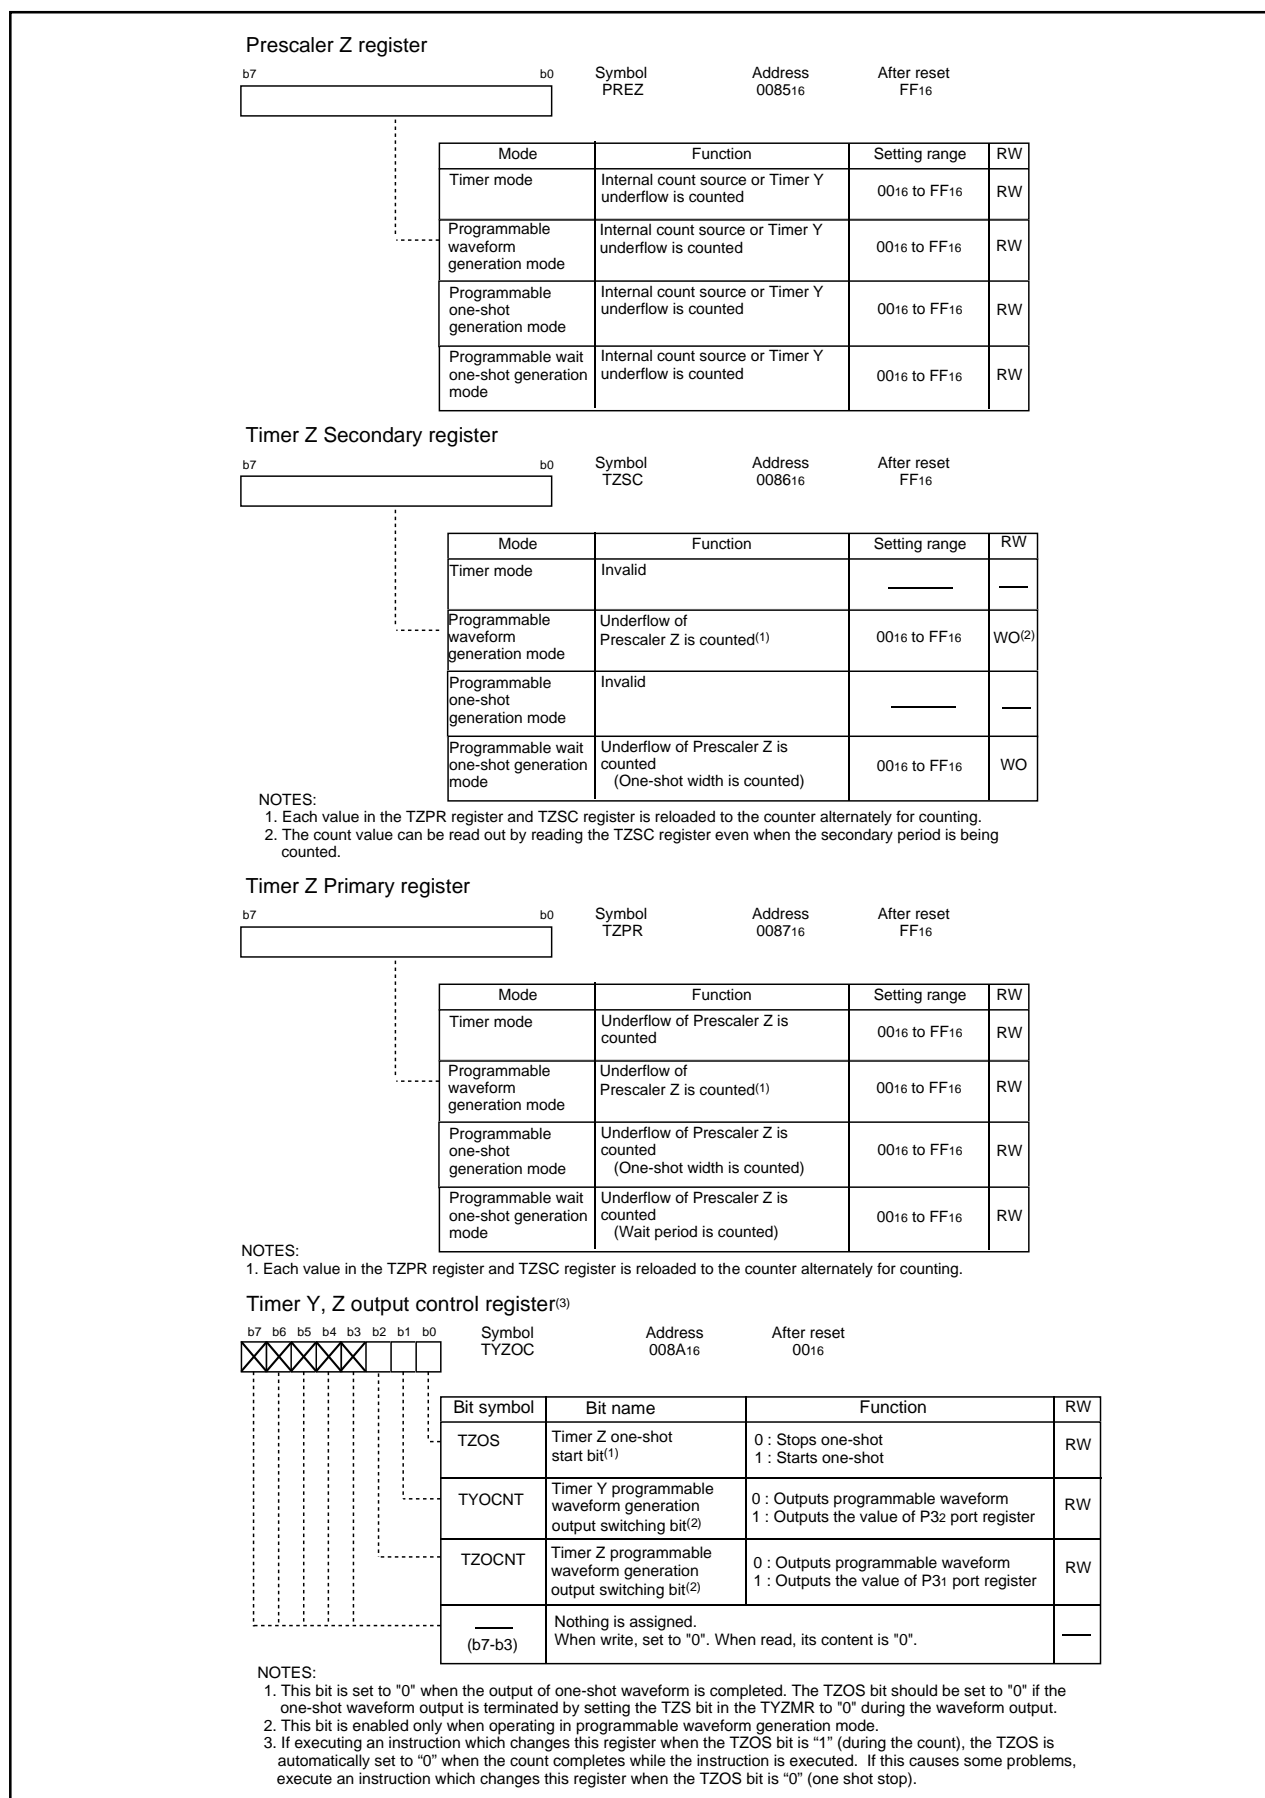 Prescaler Z register
b7 b0 Symbol Address After reset
PREZ 008516 FF16
Mode Function Setting range RW
Timer mode Internal count source or Timer Y
underflow is counted 0016 to FF16 RW
Programmable Internal count source or Timer Y
waveform underflow is counted 0016 to FF16 RW
generation mode
Programmable Internal count source or Timer Y
one-shot underflow is counted 0016 to FF16 RW
generation mode
Programmable wait Internal count source or Timer Y
one-shot generation underflow is counted 0016 to FF16 RW
mode
Timer Z Secondary register
b7 b0 Symbol Address After reset
TZSC 008616 FF16
Mode Function Setting range RW
Timer mode Invalid
Programmable Underflow of
waveform Prescaler Z is counted(1) 0016 to FF16 WO(2)
generation mode
Programmable Invalid
one-shot
generation mode
Programmable wait Underflow of Prescaler Z is
one-shot generation counted 0016 to FF16 WO
mode (One-shot width is counted)
NOTES:
1. Each value in the TZPR register and TZSC register is reloaded to the counter alternately for counting.
2. The count value can be read out by reading the TZSC register even when the secondary period is being
counted.
Timer Z Primary register
b7 b0 Symbol Address After reset
TZPR 008716 FF16
Mode Function Setting range RW
Timer mode Underflow of Prescaler Z is
counted 0016 to FF16 RW
Programmable Underflow of
waveform Prescaler Z is counted(1) 0016 to FF16 RW
generation mode
Programmable Underflow of Prescaler Z is
one-shot counted 0016 to FF16 RW
generation mode (One-shot width is counted)
Programmable wait Underflow of Prescaler Z is
one-shot generation counted 0016 to FF16 RW
mode (Wait period is counted)
NOTES:
1. Each value in the TZPR register and TZSC register is reloaded to the counter alternately for counting.
Timer Y, Z output control register(3)
b7 b6 b5 b4 b3 b2 b1 b0 Symbol Address After reset
TYZOC 008A16 0016
Bit symbol Bit name Function RW
TZOS Timer Z one-shot 0 : Stops one-shot RW
start bit(1) 1 : Starts one-shot
Timer Y programmable
TYOCNT waveform generation 0 : Outputs programmable waveform RW
output switching bit(2) 1 : Outputs the value of P32 port register
Timer Z programmable
TZOCNT waveform generation 0 : Outputs programmable waveform RW
output switching bit(2) 1 : Outputs the value of P31 port register
Nothing is assigned.
(b7-b3) When write, set to "0". When read, its content is "0".
NOTES:
1. This bit is set to "0" when the output of one-shot waveform is completed. The TZOS bit should be set to "0" if the
one-shot waveform output is terminated by setting the TZS bit in the TYZMR to "0" during the waveform output.
2. This bit is enabled only when operating in programmable waveform generation mode.
3. If executing an instruction which changes this register when the TZOS bit is “1” (during the count), the TZOS is
automatically set to “0” when the count completes while the instruction is executed. If this causes some problems,
execute an instruction which changes this register when the TZOS bit is “0” (one shot stop).